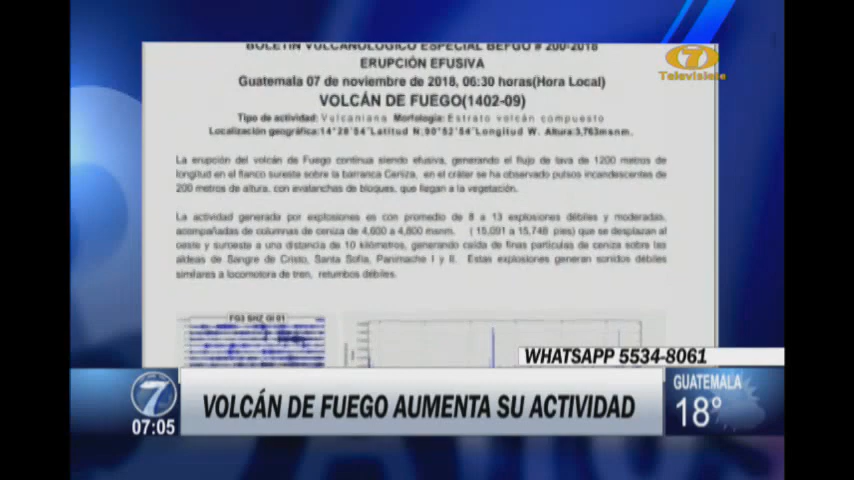 BOLETIN VULCANOLOGICO ESPECIAL BEFGO # 200-2018
ERUPCIÓN EFUSIVA
Guatemala 07 de noviembre de 2018, 06:30 horas(Hora Local)
VOLCÁN DE FUEGO(1402-09)
Tipo de actividad: Vulcaniana Morfología: Estrato volcán compuesto
Localización geográfica:14°28'54"Latitud N,90°52'54"Longitud W. Altura:3,763msnm.
La erupción del volcán de Fuego continua siendo efusiva, generando el flujo de lava de 1200 metros de
longitud en el flanco sureste sobre la barranca Ceniza, en el cráter se ha observado pulsos incandescentes de
200 metros de altura, con avalanchas de bloques, que llegan a la vegetación.
La actividad generada por explosiones es con promedio de 8 a 13 explosiones débiles y moderadas,
acompañadas de columnas de ceniza de 4,600 a 4,800 msnm. ( 15,091 a 15,748 pies) que se desplazan al
oeste y suroeste a una distancia de 10 kilómetros, generando caída de finas partículas de ceniza sobre las
aldeas de Sangre de Cristo, Santa Sofía, Panimache I y II. Estas explosiones generan sonidos débiles
similares a locomotora de tren, retumbos débiles.
FG3 SHZ GI 01
7
Televisiete
WHATSAPP 5534-8061
7
07:05
VOLCÁN DE FUEGO AUMENTA SU ACTIVIDAD
GUATEMALA
18°